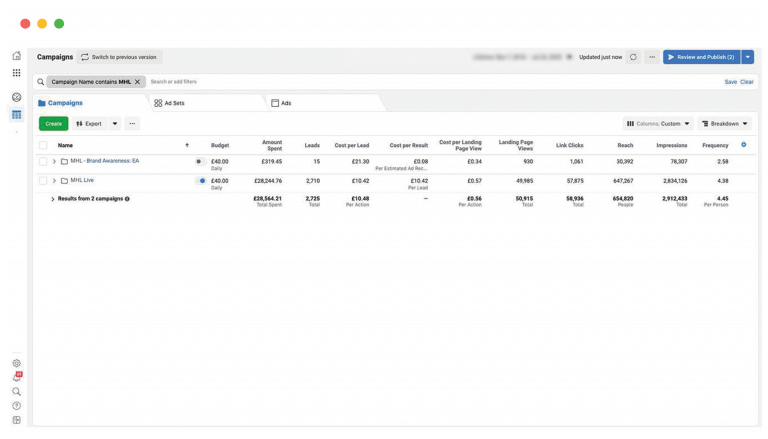 Campaigns Switch to previous version Updated just now ... Review and Publish (2)
Campaign Name contains MHL X Search or add filters Save Clear
Campaigns Ad Sets Ads
Create Export ... Columns: Custom Breakdown
Name ↑ Budget Amount Spent Leads Cost per Lead Cost per Result Cost per Landing Page View Landing Page Views Link Clicks Reach Impressions Frequency
MHL - Brand Awareness: EA £40.00 £319.45 15 £21.30 £0.08 £0.34 930 1,061 30,392 78,307 2.58
Daily Per Estimated Ad Rec...
MHL Live £40.00 £28,244.76 2,710 £10.42 £10.42 £0.57 49,985 57,875 647,267 2,834,126 4.38
Daily Per Lead
Results from 2 campaigns £28,564.21 2,725 £10.48 — £0.56 50,915 58,936 654,820 2,912,433 4.45
Total Spent Total Per Action Per Action Total Total People Total Per Person